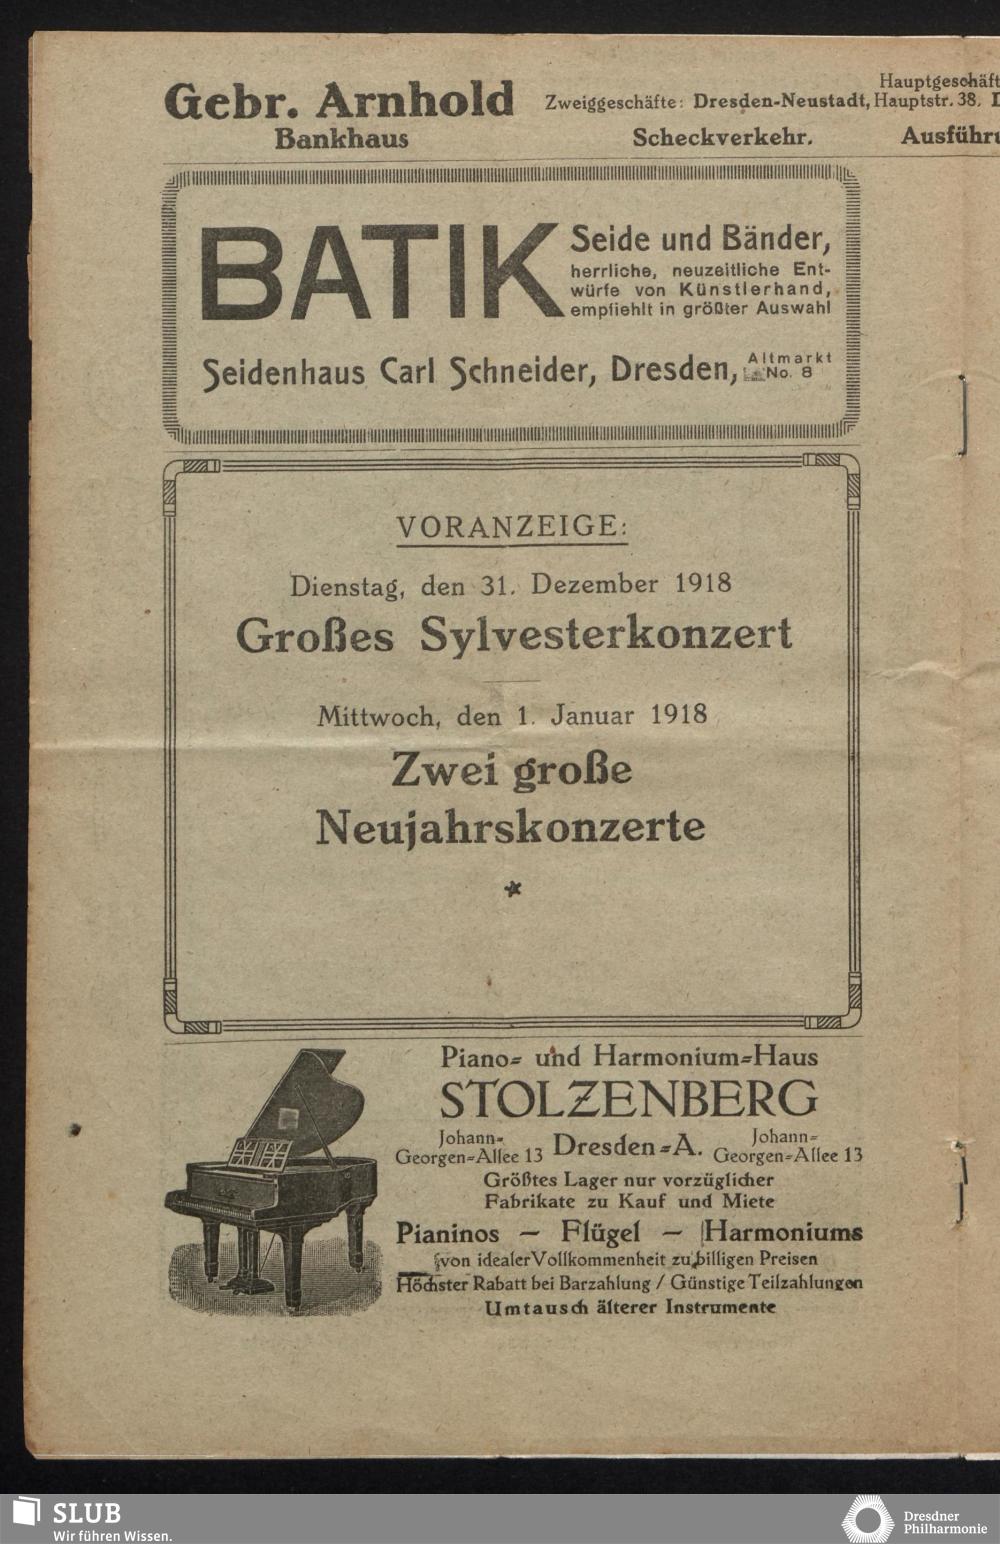 Gebr. Arnhold
Bankhaus
Hauptgeschäft
Zweiggeschäfte: Dresden-Neustadt, Hauptstr. 38.
Scheckverkehr.
BATIK
Seide und Bänder,
herrliche, neuzeitliche Ent-
würfe von Künstlerhand,
empfiehlt in größter Auswahl
Seidenhaus Carl Schneider, Dresden,
Altmarkt
No. 8
VORANZEIGE:
Dienstag, den 31. Dezember 1918
Großes Sylvesterkonzert
Mittwoch, den 1. Januar 1918
Zwei große
Neujahrskonzerte
Piano- und Harmonium-Haus
STOLZENBERG
Johann-
Georgen-Allee 13
Dresden-A.
Johann-
Georgen-Allee 13
Größtes Lager nur vorzüglicher
Fabrikate zu Kauf und Miete
Pianinos — Flügel — Harmoniums
von idealer Vollkommenheit zu billigen Preisen
Höchster Rabatt bei Barzahlung / Günstige Teilzahlungen
Umtausch älterer Instrumente
SLUB
Wir führen Wissen.
Dresdner
Philharmonie